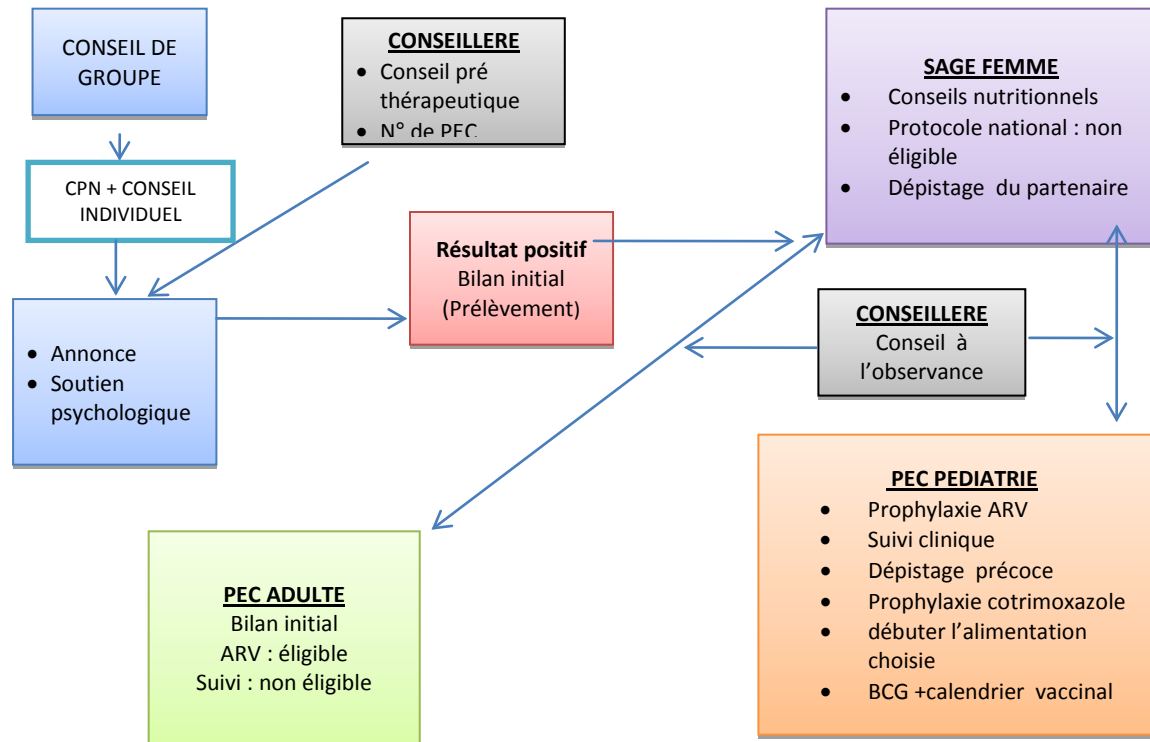 CONSEIL DE
GROUPE
CPN + CONSEIL
INDIVIDUEL
• Annonce
• Soutien
psychologique
CONSEILLERE
• Conseil pré
thérapeutique
• N° de PEC
Résultat positif
Bilan initial
(Prélèvement)
SAGE FEMME
• Conseils nutritionnels
• Protocole national : non
éligible
• Dépistage du partenaire
CONSEILLERE
Conseil à
l’observance
PEC ADULTE
Bilan initial
ARV : éligible
Suivi : non éligible
PEC PEDIATRIE
• Prophylaxie ARV
• Suivi clinique
• Dépistage précoce
• Prophylaxie cotrimoxazole
• débuter l’alimentation
choisie
• BCG +calendrier vaccinal